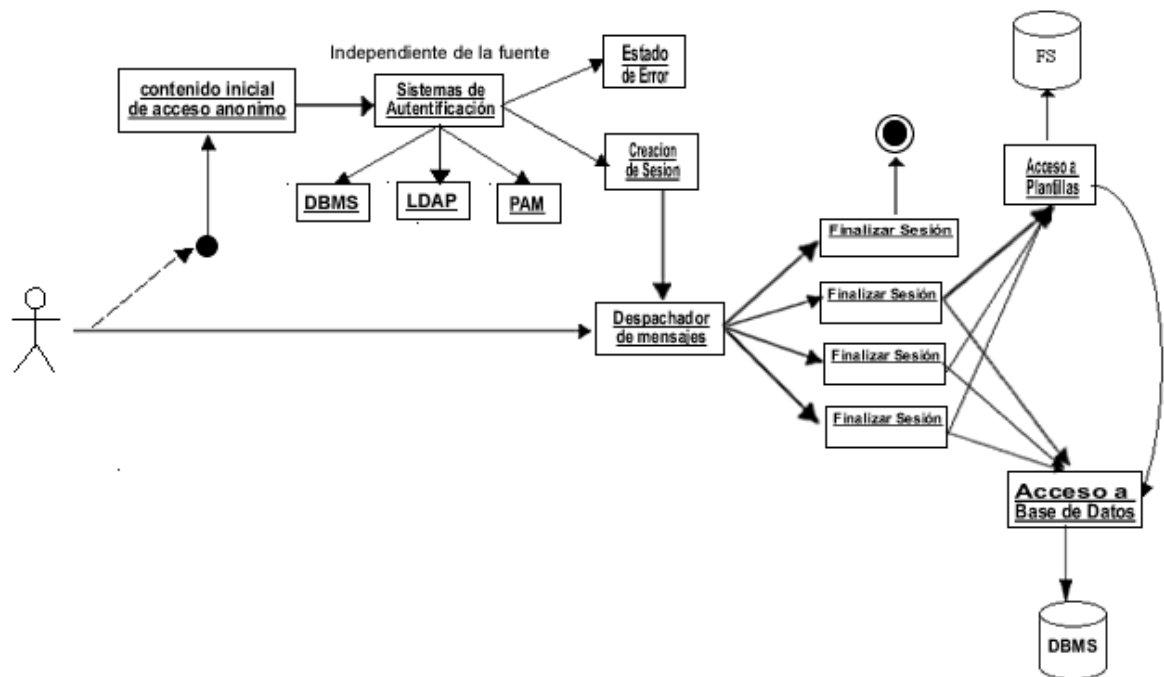 Independiente de la fuente
contenido inicial
de acceso anonimo
Sistemas de
Autentificación
Estado
de Error
FS
Creacion
de Sesion
Acceso a
Plantillas
DBMS
LDAP
PAM
Finalizar Sesión
Finalizar Sesión
Despachador
de mensajes
Finalizar Sesión
Finalizar Sesión
Acceso a
Base de Datos
DBMS